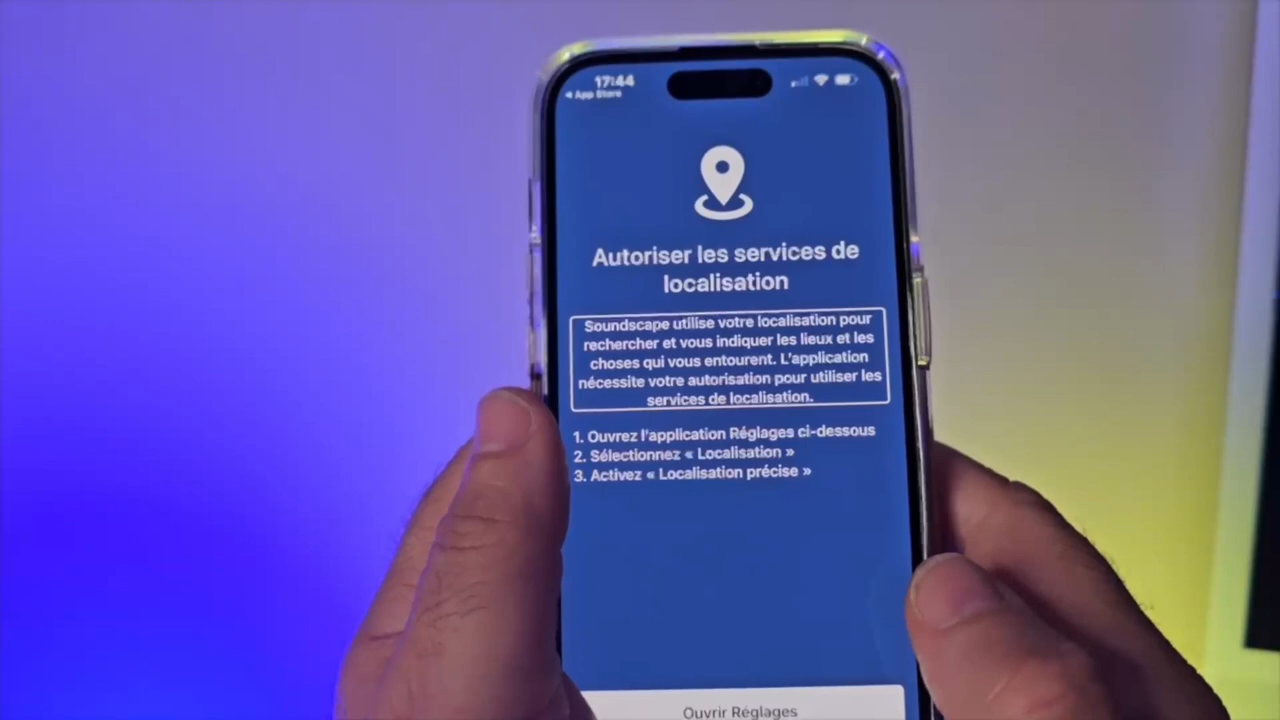 17:44
◀ App Store
Autoriser les services de
localisation
Soundscape utilise votre localisation pour
rechercher et vous indiquer les lieux et les
choses qui vous entourent. L'application
nécessite votre autorisation pour utiliser les
services de localisation.
1. Ouvrez l'application Réglages ci-dessous
2. Sélectionnez « Localisation »
3. Activez « Localisation précise »
Ouvrir Réglages